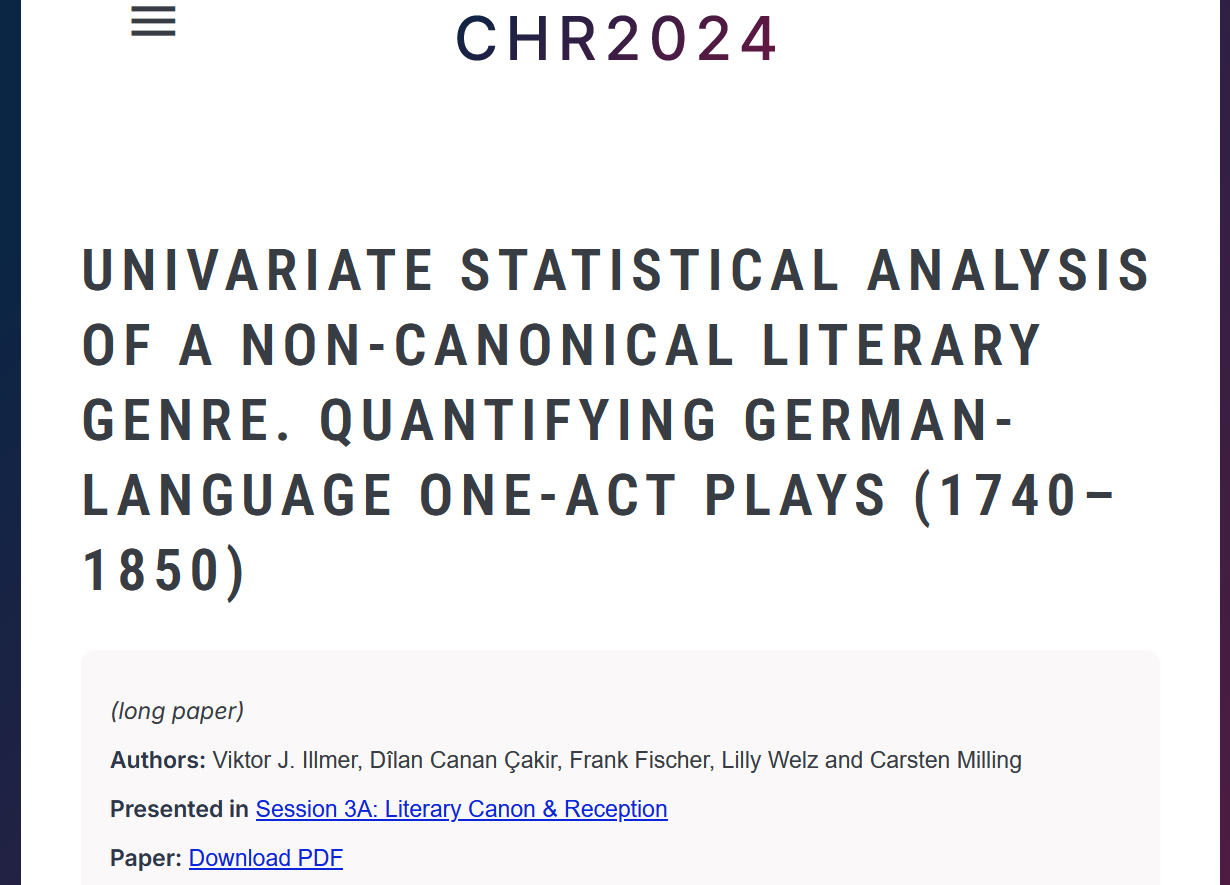 CHR2024
UNIVARIATE STATISTICAL ANALYSIS
OF A NON-CANONICAL LITERARY
GENRE. QUANTIFYING GERMAN-
LANGUAGE ONE-ACT PLAYS (1740–
1850)
(long paper)
Authors: Viktor J. Illmer, Dîlan Canan Çakir, Frank Fischer, Lilly Welz and Carsten Milling
Presented in Session 3A: Literary Canon & Reception
Paper: Download PDF